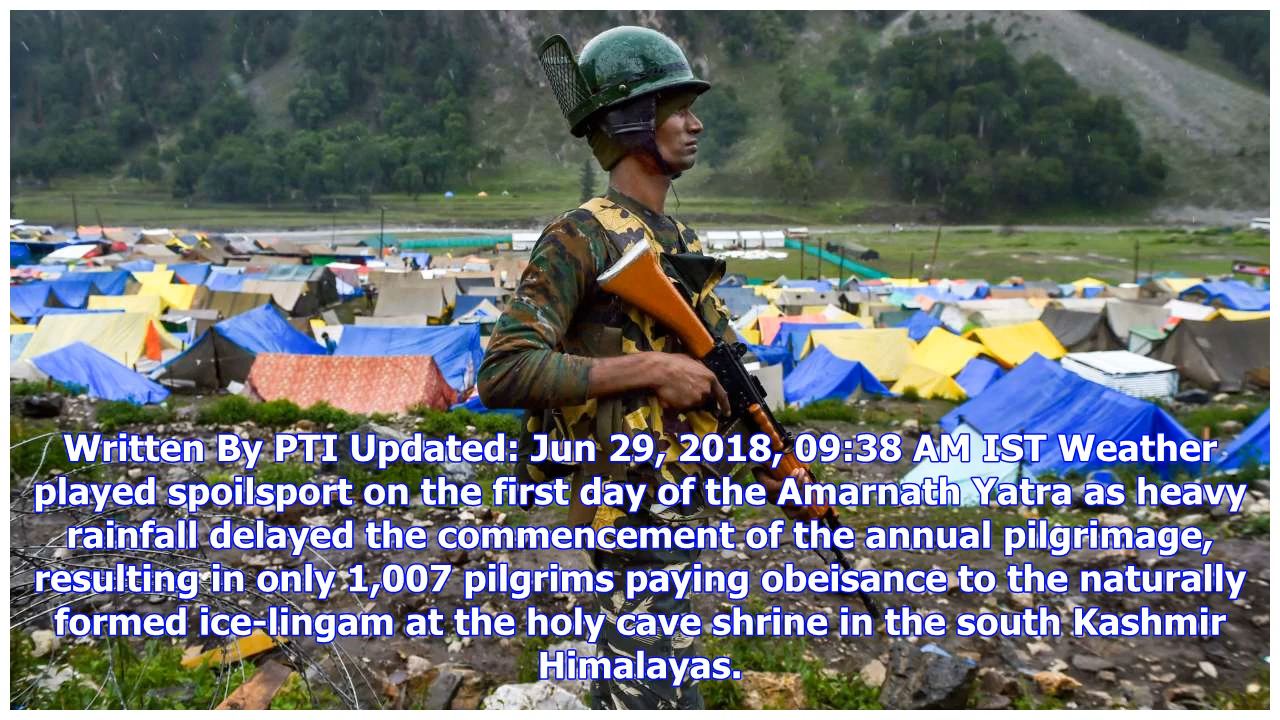 Written By PTI Updated: Jun 29, 2018, 09:38 AM IST Weather
played spoilsport on the first day of the Amarnath Yatra as heavy
rainfall delayed the commencement of the annual pilgrimage,
resulting in only 1,007 pilgrims paying obeisance to the naturally
formed ice-lingam at the holy cave shrine in the south Kashmir
Himalayas.